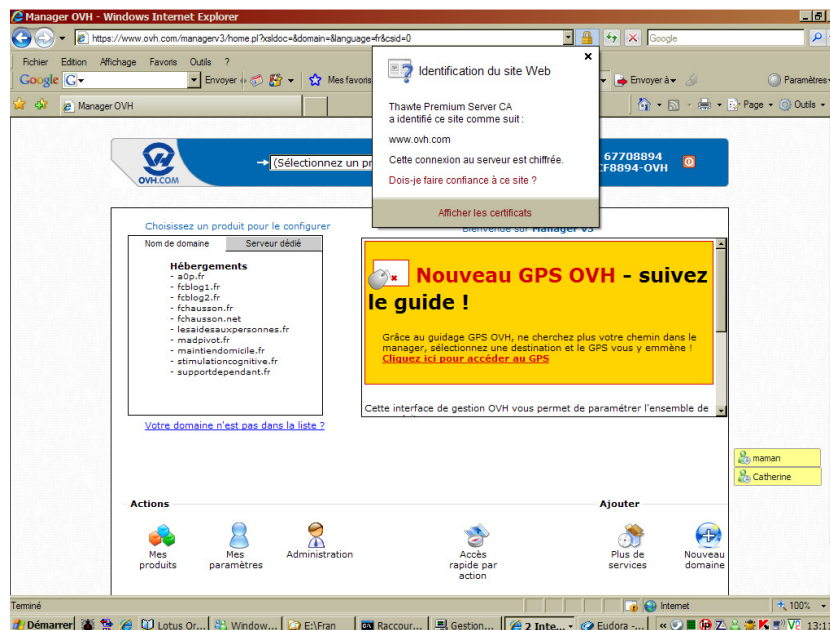 Manager OVH - Windows Internet Explorer
https://www.ovh.com/managerv3/home.pl?xsldoc=&domain=&language=fr&csid=0
Google
Fichier Edition Affichage Favoris Outils ?
Google G Envoyer Mes favoris Envoyer à Paramètres
Manager OVH
Page Outils
Identification du site Web
Thawte Premium Server CA
a identifié ce site comme suit :
www.ovh.com
Cette connexion au serveur est chiffrée.
Dois-je faire confiance à ce site ?
Afficher les certificats
OVH.COM
(Sélectionnez un pr
67708894
CF8894-OVH
Choisissez un produit pour le configurer
Nom de domaine Serveur dédié
Hébergements
- a0p.fr
- fcblog1.fr
- fcblog2.fr
- fchausson.fr
- fchausson.net
- lesaidesauxpersonnes.fr
- madpivot.fr
- maintiendomicile.fr
- stimulationcognitive.fr
- supportdependant.fr
Votre domaine n'est pas dans la liste ?
Bienvenue sur Manager V3
Nouveau GPS OVH - suivez
le guide !
Grâce au guidage GPS OVH, ne cherchez plus votre chemin dans le
manager, sélectionnez une destination et le GPS vous y emmène !
Cliquez ici pour accéder au GPS
Cette interface de gestion OVH vous permet de paramétrer l'ensemble de
maman
Catherine
Actions
Ajouter
Mes
produits
Mes
paramètres
Administration
Accès
rapide par
action
Plus de
services
Nouveau
domaine
Terminé
Internet
100%
Démarrer
Lotus Or...
Window...
E:\Fran
Raccour...
Gestion...
2 Inte...
Eudora -...
13:11